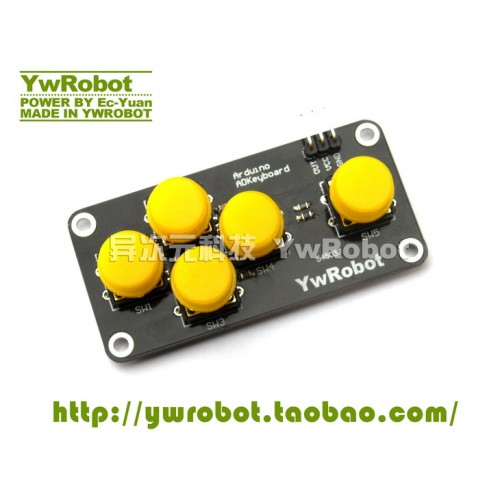 YwRobot
POWER BY Ec-Yuan
MADE IN YWROBOT
Arduino
ADKeyboard
OUT
VCC
GND
SW1
SW3
SW4
SW5
异次元科技 YwRobot
YwRobot
http://ywrobot.taobao.com/